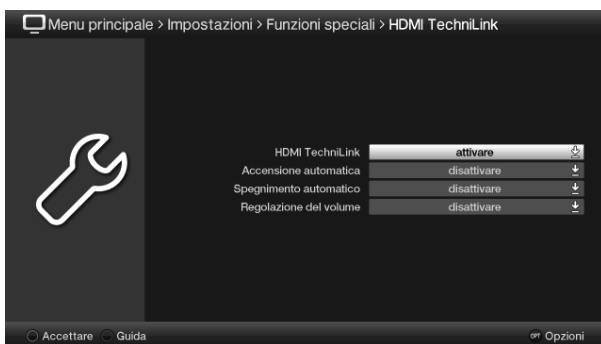 Menu principale > Impostazioni > Funzioni speciali > HDMI TechniLink
HDMI TechniLink attivare
Accensione automatica disattivare
Spegnimento automatico disattivare
Regolazione del volume disattivare
Accettare Guida OPT Opzioni